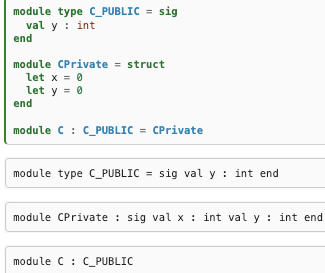 module type C_PUBLIC = sig
  val y : int
end

module CPrivate = struct
  let x = 0
  let y = 0
end

module C : C_PUBLIC = CPrivate

module type C_PUBLIC = sig val y : int end

module CPrivate : sig val x : int val y : int end

module C : C_PUBLIC